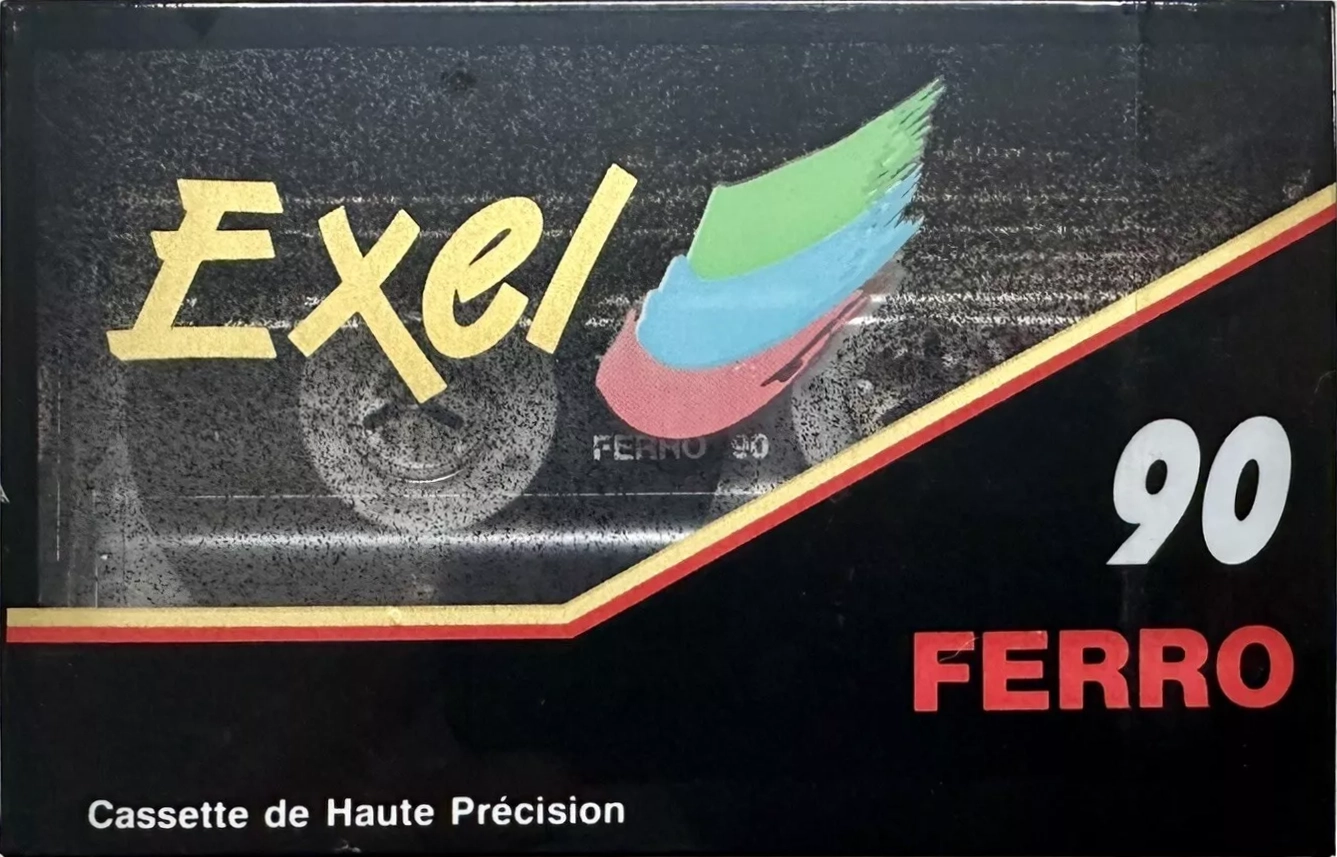 Exel
FERRO 90
90
FERRO
Cassette de Haute Précision